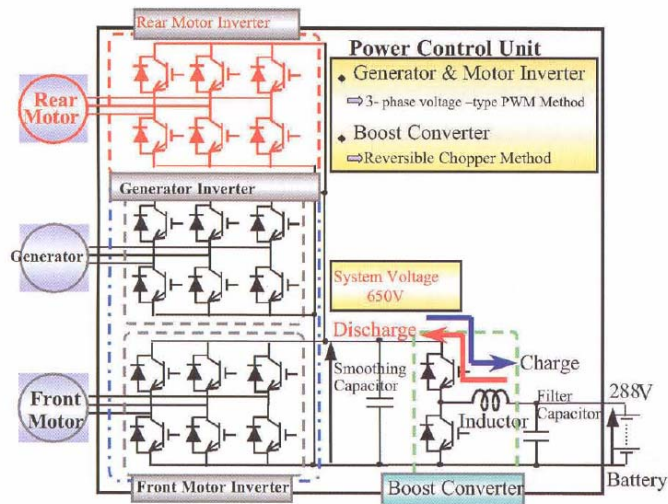 Rear Motor Inverter
Power Control Unit
Generator & Motor Inverter
3- phase voltage –type PWM Method
Boost Converter
Reversible Chopper Method
Rear
Motor
Generator Inverter
Generator
System Voltage
650V
Discharge
Charge
Smoothing
Capacitor
Front
Motor
Inductor
Filter
Capacitor
288V
Battery
Front Motor Inverter
Boost Converter